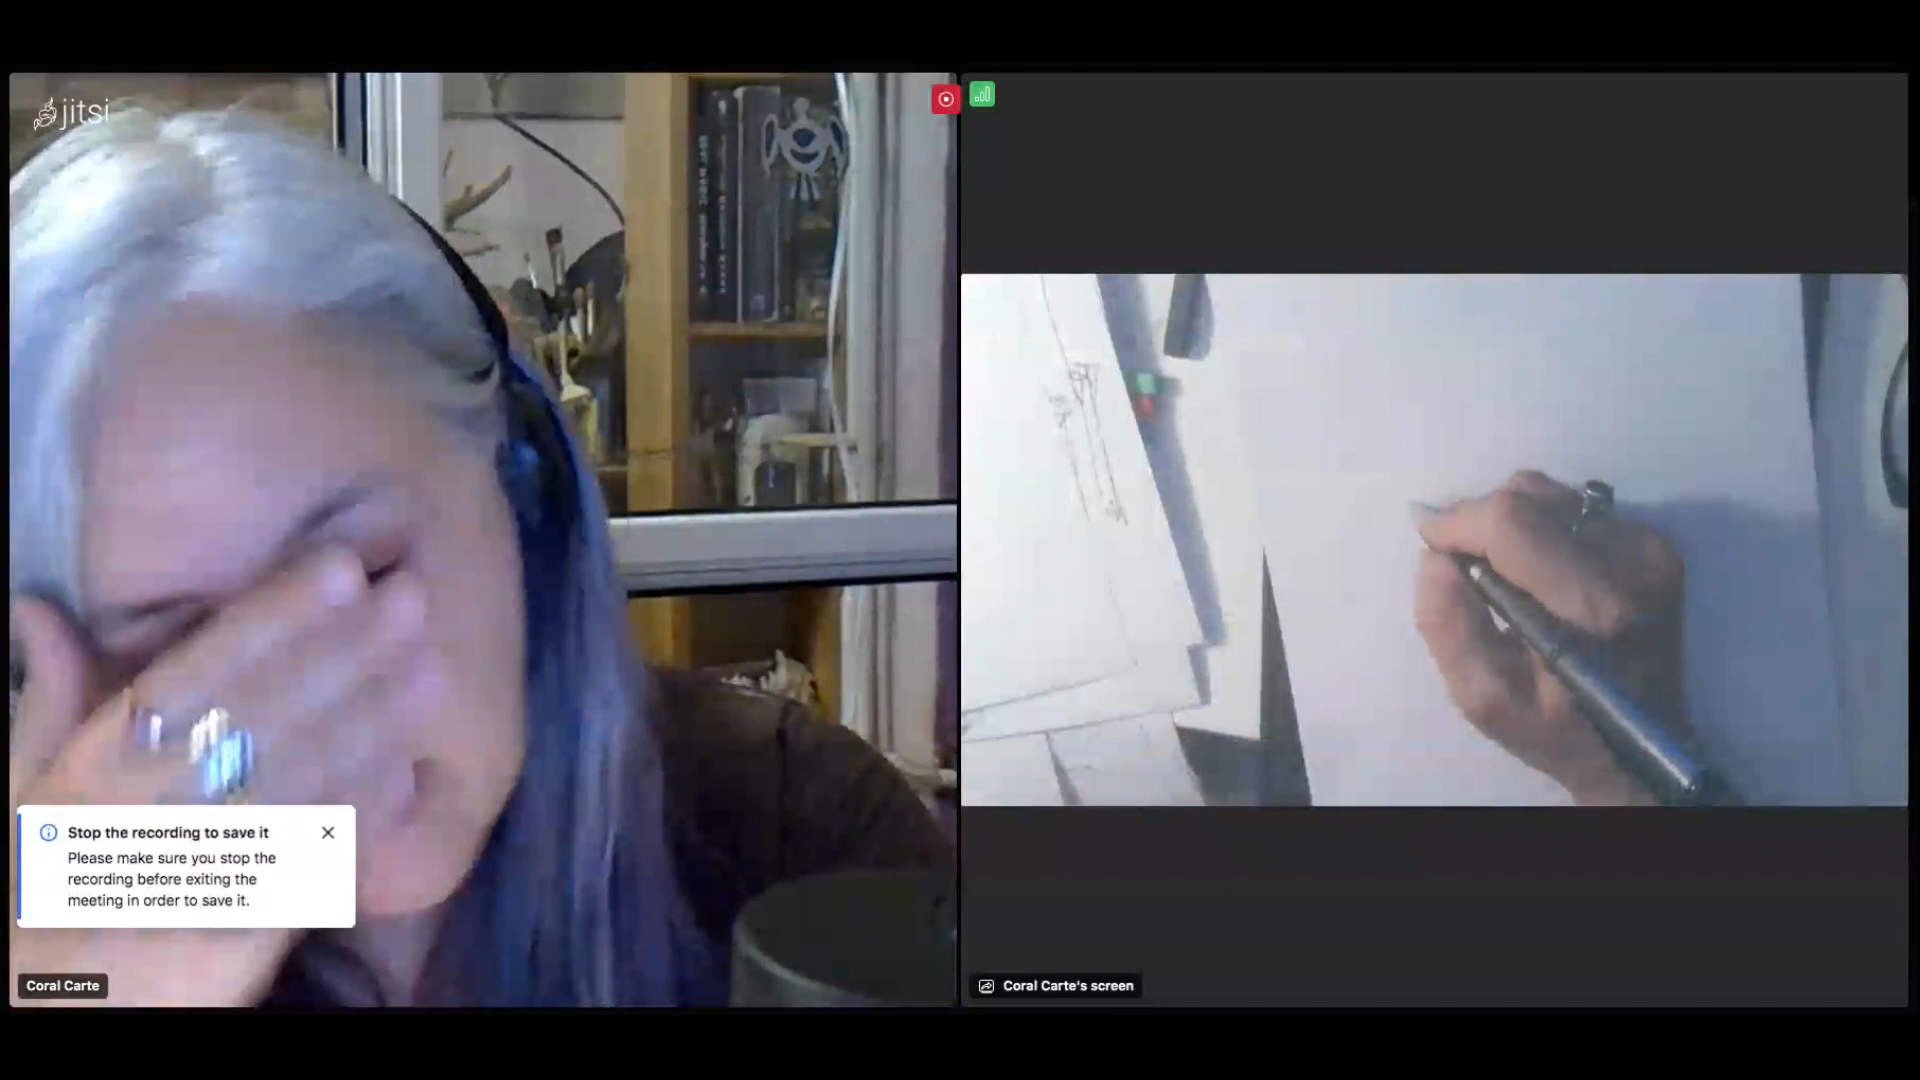 jitsi
Stop the recording to save it
Please make sure you stop the
recording before exiting the
meeting in order to save it.
Coral Carte
Coral Carte's screen